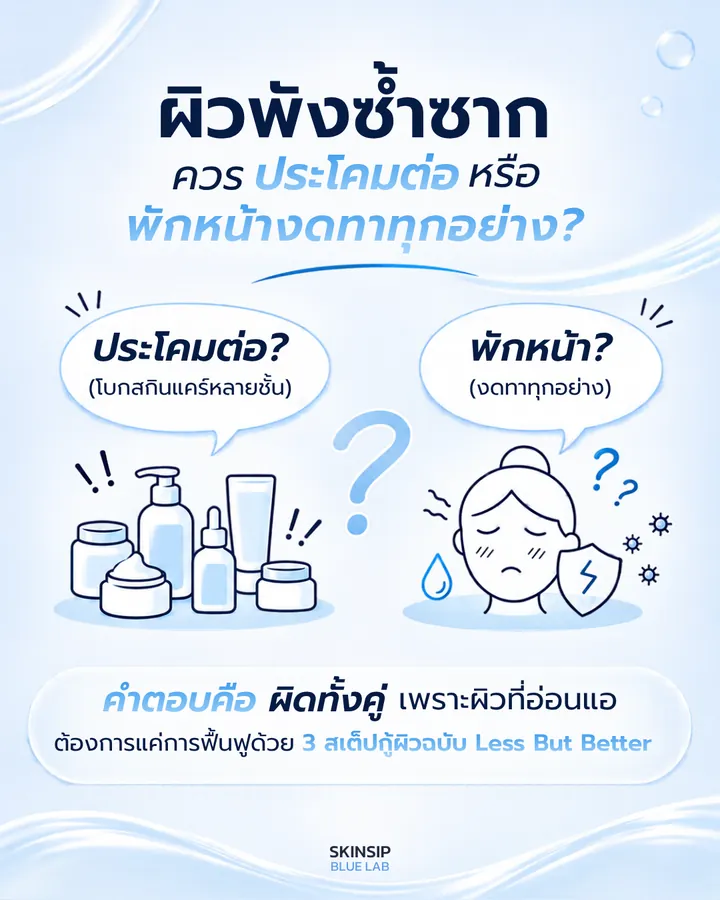 ผิวพังซ้ำซาก
ควร ประโคมต่อ หรือ
พักหน้างดทาทุกอย่าง?
ประโคมต่อ?
(โบกสกินแคร์หลายชั้น)
พักหน้า?
(งดทาทุกอย่าง)
?
!!
!!
? ?
คำตอบคือ ผิดทั้งคู่ เพราะผิวที่อ่อนแอ
ต้องการแค่การฟื้นฟูด้วย 3 สเต็ปกู้ผิวฉบับ Less But Better
SKINSIP
BLUE LAB